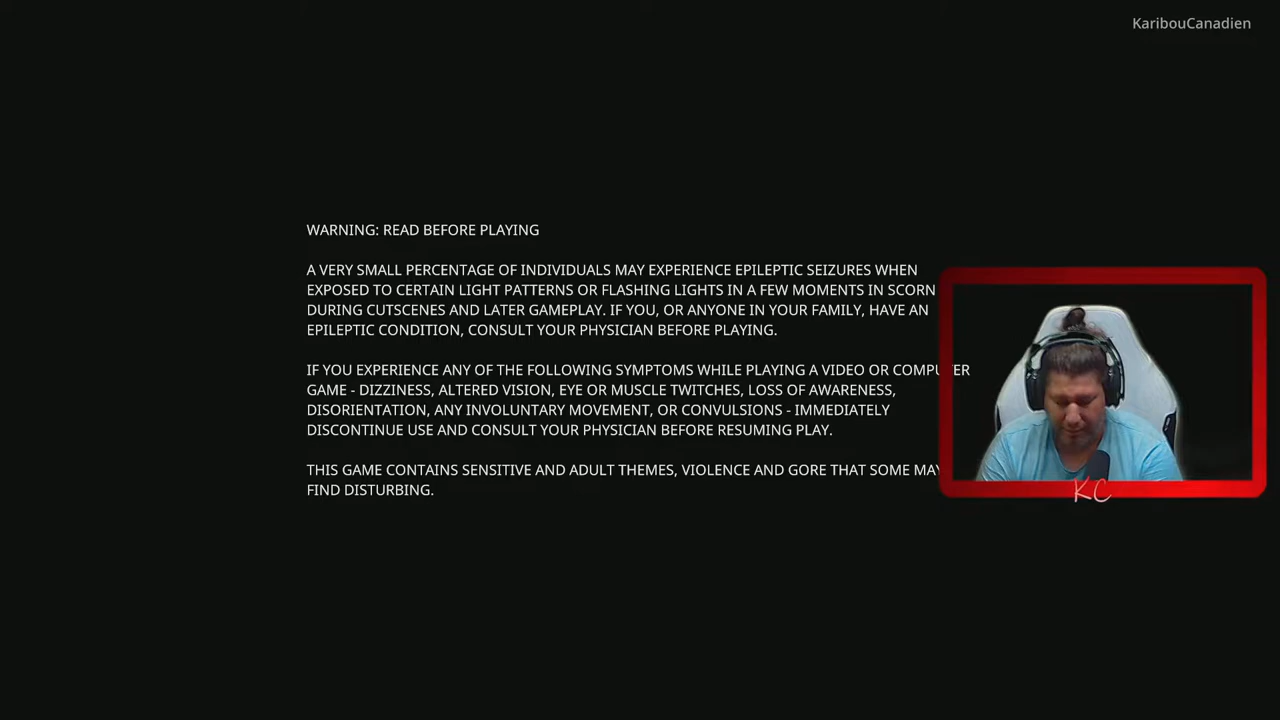 KaribouCanadien
WARNING: READ BEFORE PLAYING
A VERY SMALL PERCENTAGE OF INDIVIDUALS MAY EXPERIENCE EPILEPTIC SEIZURES WHEN
EXPOSED TO CERTAIN LIGHT PATTERNS OR FLASHING LIGHTS IN A FEW MOMENTS IN SCORN
DURING CUTSCENES AND LATER GAMEPLAY. IF YOU, OR ANYONE IN YOUR FAMILY, HAVE AN
EPILEPTIC CONDITION, CONSULT YOUR PHYSICIAN BEFORE PLAYING.
IF YOU EXPERIENCE ANY OF THE FOLLOWING SYMPTOMS WHILE PLAYING A VIDEO OR COMPUTER
GAME - DIZZINESS, ALTERED VISION, EYE OR MUSCLE TWITCHES, LOSS OF AWARENESS,
DISORIENTATION, ANY INVOLUNTARY MOVEMENT, OR CONVULSIONS - IMMEDIATELY
DISCONTINUE USE AND CONSULT YOUR PHYSICIAN BEFORE RESUMING PLAY.
THIS GAME CONTAINS SENSITIVE AND ADULT THEMES, VIOLENCE AND GORE THAT SOME MAY
FIND DISTURBING.
KC